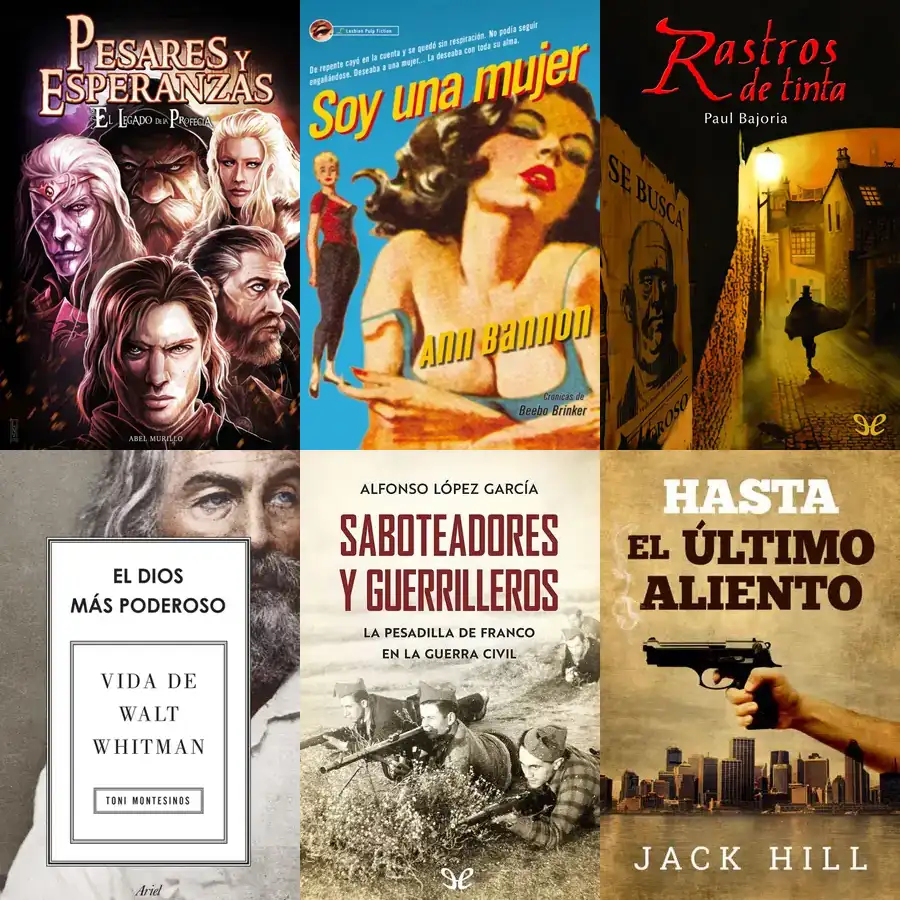 PESARES Y
ESPERANZAS
EL LEGADO DE LA PROFECÍA
ABEL MURILLO
Lesbian Pulp Fiction
De repente cayó en la cuenta y se quedó sin respiración. No podía seguir
engañándose. Deseaba a una mujer... La deseaba con toda su alma.
Soy una mujer
Ann Bannon
Crónicas de
Beebo Brinker
Rastros
de tinta
Paul Bajoria
SE BUSCA
EL DIOS
MÁS PODEROSO
VIDA DE
WALT
WHITMAN
TONI MONTESINOS
Ariel
ALFONSO LÓPEZ GARCÍA
SABOTEADORES
Y GUERRILLEROS
LA PESADILLA DE FRANCO
EN LA GUERRA CIVIL
HASTA
EL ÚLTIMO
ALIENTO
JACK HILL